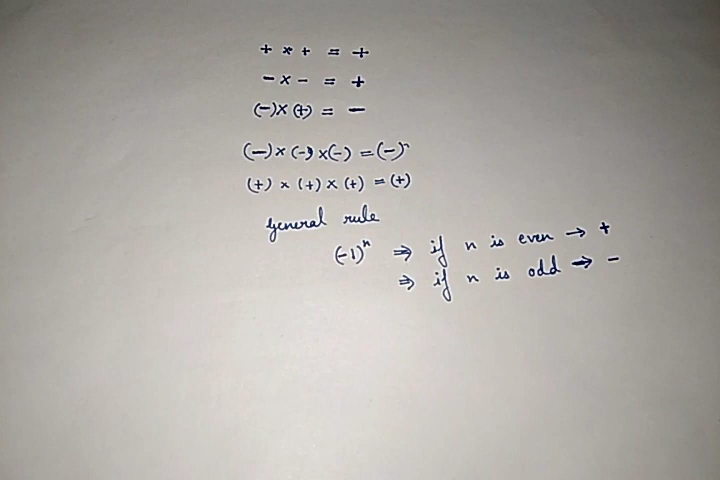 + × + = +
- × - = +
(-) × (+) = -
(-) × (-) × (-) = (-)
(+) × (+) × (+) = (+)
general rule
(-1)ⁿ ⇒ if n is even → +
⇒ if n is odd → -